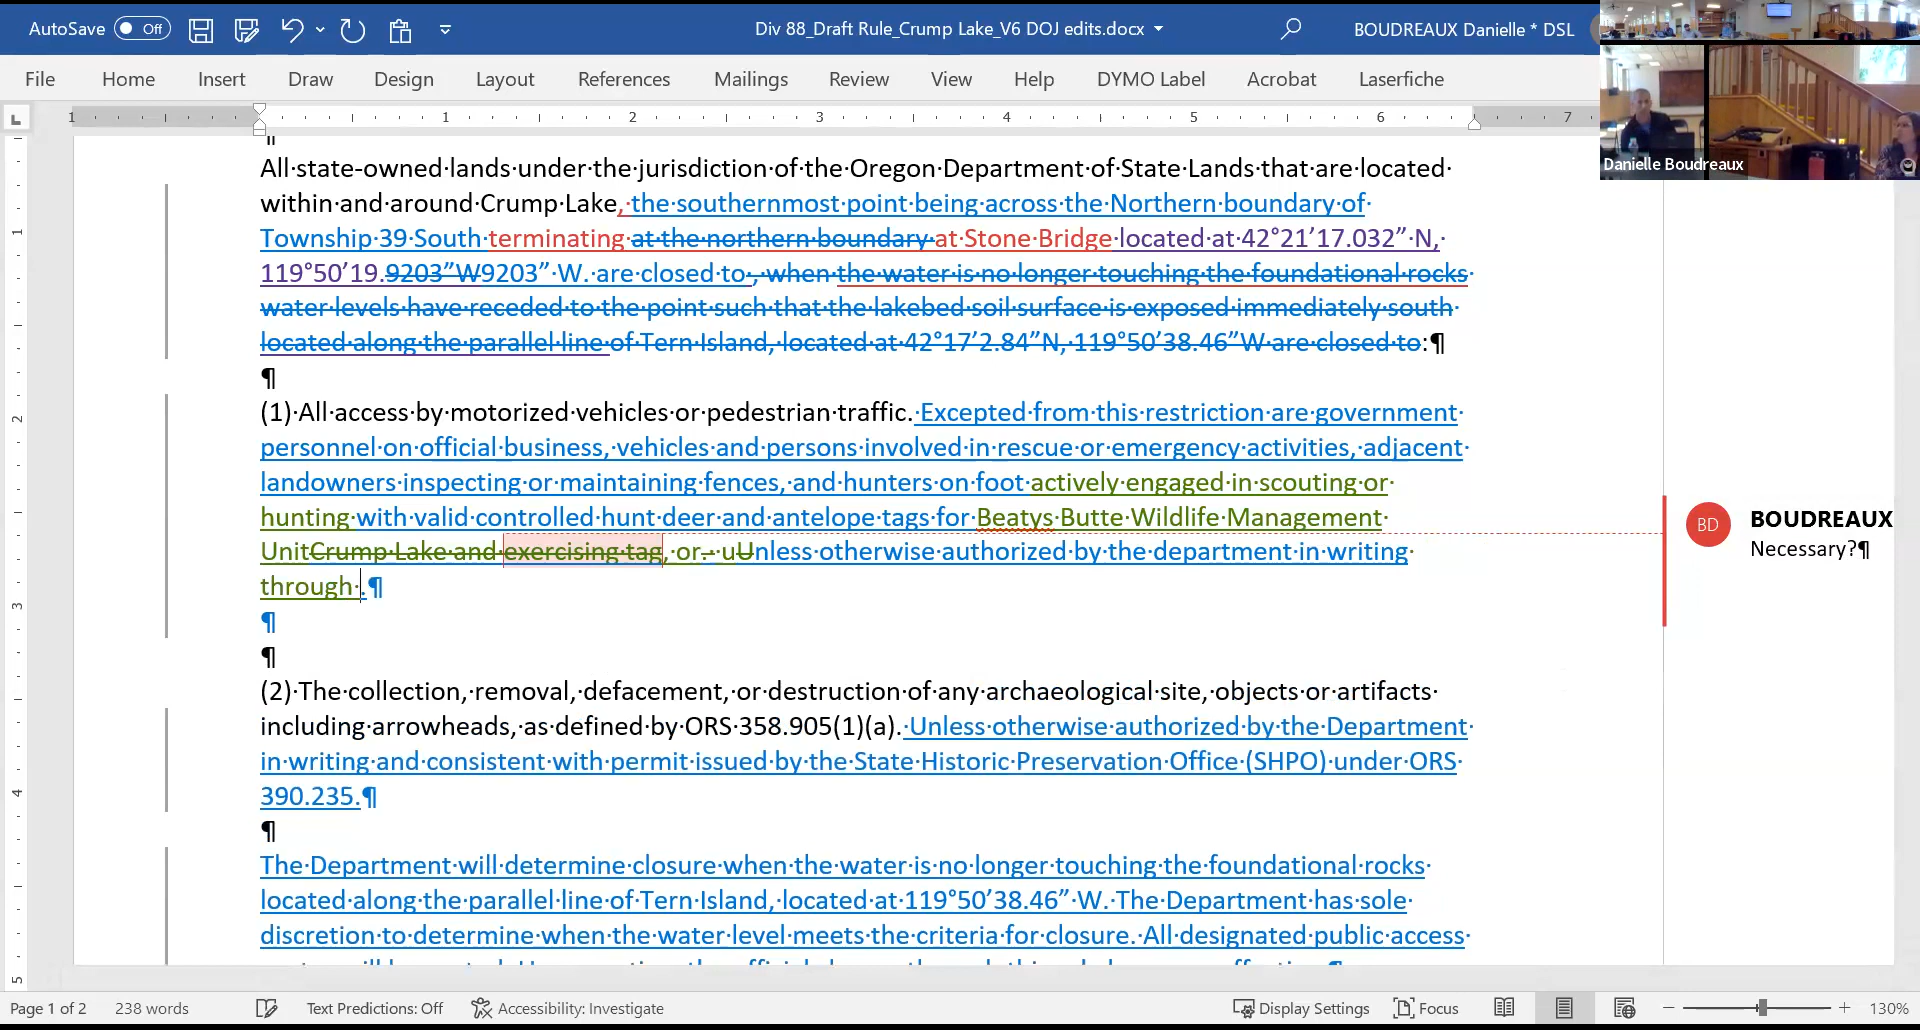 AutoSave Off Div 88_Draft Rule_Crump Lake_V6 DOJ edits.docx BOUDREAUX Danielle * DSL
File Home Insert Draw Design Layout References Mailings Review View Help DYMO Label Acrobat Laserfiche
1 1 2 3 4 5 6 7
Danielle Boudreaux
¶
All·state-owned·lands·under·the·jurisdiction·of·the·Oregon·Department·of·State·Lands·that·are·located·
within·and·around·Crump·Lake,·the·southernmost·point·being·across·the·Northern·boundary·of·
Township·39·South·terminating·at·the·northern·boundary·at·Stone·Bridge·located·at·42°21’17.032”·N,·
119°50’19.9203”W9203”·W.·are·closed·to·,·when·the·water·is·no·longer·touching·the·foundational·rocks·
water·levels·have·receded·to·the·point·such·that·the·lakebed·soil·surface·is·exposed·immediately·south·
located·along·the·parallel·line·of·Tern·Island,·located·at·42°17’2.84”N,·119°50’38.46”W·are·closed·to:¶
¶
(1)·All·access·by·motorized·vehicles·or·pedestrian·traffic.·Excepted·from·this·restriction·are·government·
personnel·on·official·business,·vehicles·and·persons·involved·in·rescue·or·emergency·activities,·adjacent·
landowners·inspecting·or·maintaining·fences,·and·hunters·on·foot·actively·engaged·in·scouting·or·
hunting·with·valid·controlled·hunt·deer·and·antelope·tags·for·Beatys·Butte·Wildlife·Management·
UnitCrump·Lake·and·exercising·tag,·or.·uUnless·otherwise·authorized·by·the·department·in·writing·
through·.¶
¶
¶
(2)·The·collection,·removal,·defacement,·or·destruction·of·any·archaeological·site,·objects·or·artifacts·
including·arrowheads,·as·defined·by·ORS·358.905(1)(a).·Unless·otherwise·authorized·by·the·Department·
in·writing·and·consistent·with·permit·issued·by·the·State·Historic·Preservation·Office·(SHPO)·under·ORS·
390.235.¶
¶
The·Department·will·determine·closure·when·the·water·is·no·longer·touching·the·foundational·rocks·
located·along·the·parallel·line·of·Tern·Island,·located·at·119°50’38.46”·W.·The·Department·has·sole·
discretion·to·determine·when·the·water·level·meets·the·criteria·for·closure.·All·designated·public·access·
BD BOUDREAUX
Necessary?¶
1
2
3
4
5
Page 1 of 2 238 words Text Predictions: Off Accessibility: Investigate Display Settings Focus 130%